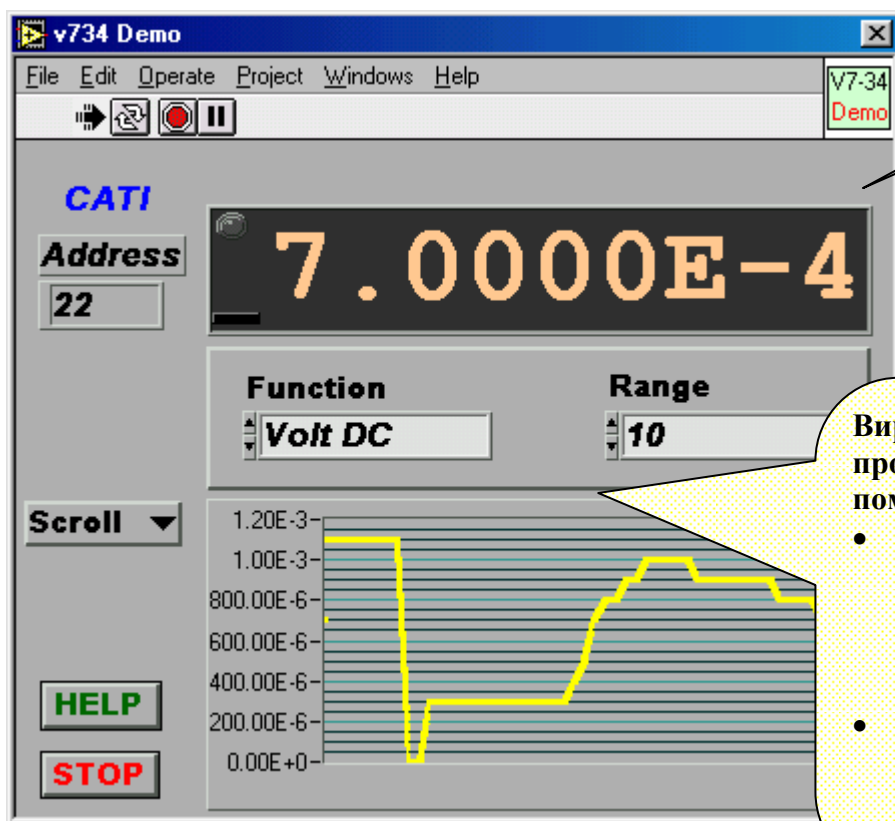 v734 Demo
File Edit Operate Project Windows Help
V7-34
Demo
CATI
Address
22
7.0000E-4
Function
Volt DC
Range
10
Scroll
1.20E-3
1.00E-3
800.00E-6
600.00E-6
400.00E-6
200.00E-6
0.00E+0
HELP
STOP